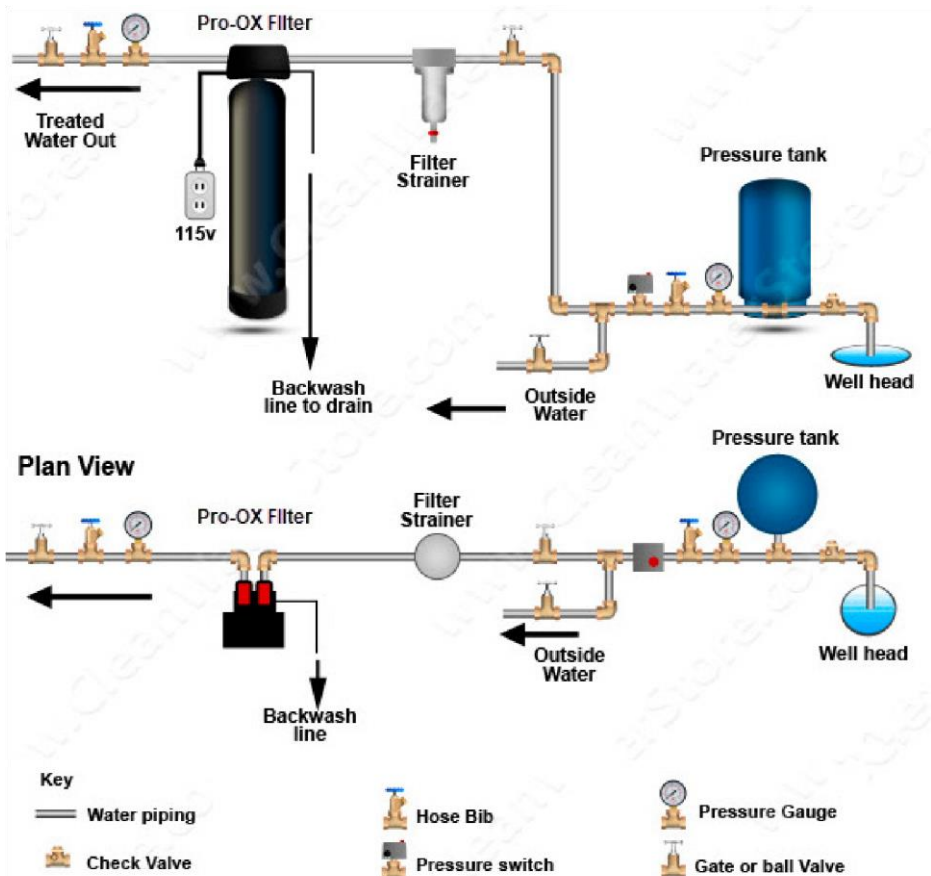 Pro-OX Filter
Treated
Water Out
115v
Filter
Strainer
Pressure tank
Backwash
line to drain
Outside
Water
Well head
Plan View
Pro-OX FIlter
Filter
Strainer
Pressure tank
Outside
Water
Well head
Backwash
line
Key
Water piping
Check Valve
Hose Bib
Pressure switch
Pressure Gauge
Gate or ball Valve